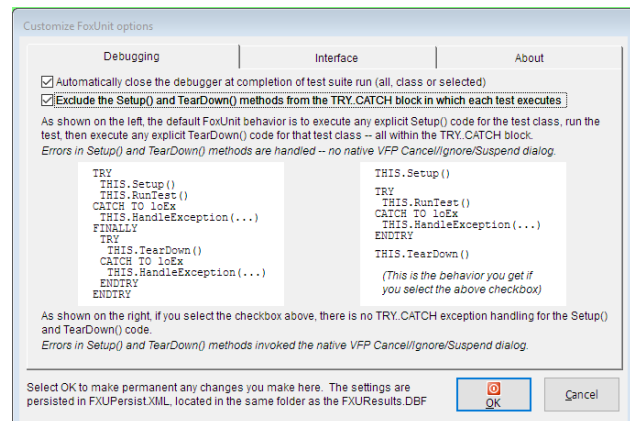 Customize FoxUnit options
Debugging
Interface
About
Automatically close the debugger at completion of test suite run (all, class or selected)
Exclude the Setup() and TearDown() methods from the TRY..CATCH block in which each test executes
As shown on the left, the default FoxUnit behavior is to execute any explicit Setup() code for the test class, run the
test, then execute any explicit TearDown() code for that test class -- all within the TRY..CATCH block.
Errors in Setup() and TearDown() methods are handled -- no native VFP Cancel/Ignore/Suspend dialog.
TRY
THIS.Setup()
THIS.RunTest()
CATCH TO loEx
THIS.HandleException(...)
FINALLY
TRY
THIS.TearDown()
CATCH TO loEx
THIS.HandleException(...)
ENDTRY
ENDTRY
THIS.Setup()
TRY
THIS.RunTest()
CATCH TO loEx
THIS.HandleException(...)
ENDTRY
THIS.TearDown()
(This is the behavior you get if
you select the above checkbox)
As shown on the right, if you select the checkbox above, there is no TRY..CATCH exception handling for the Setup()
and TearDown() code.
Errors in Setup() and TearDown() methods invoked the native VFP Cancel/Ignore/Suspend dialog.
Select OK to make permanent any changes you make here. The settings are
persisted in FXUPersist.XML, located in the same folder as the FXUResults.DBF
OK
Cancel